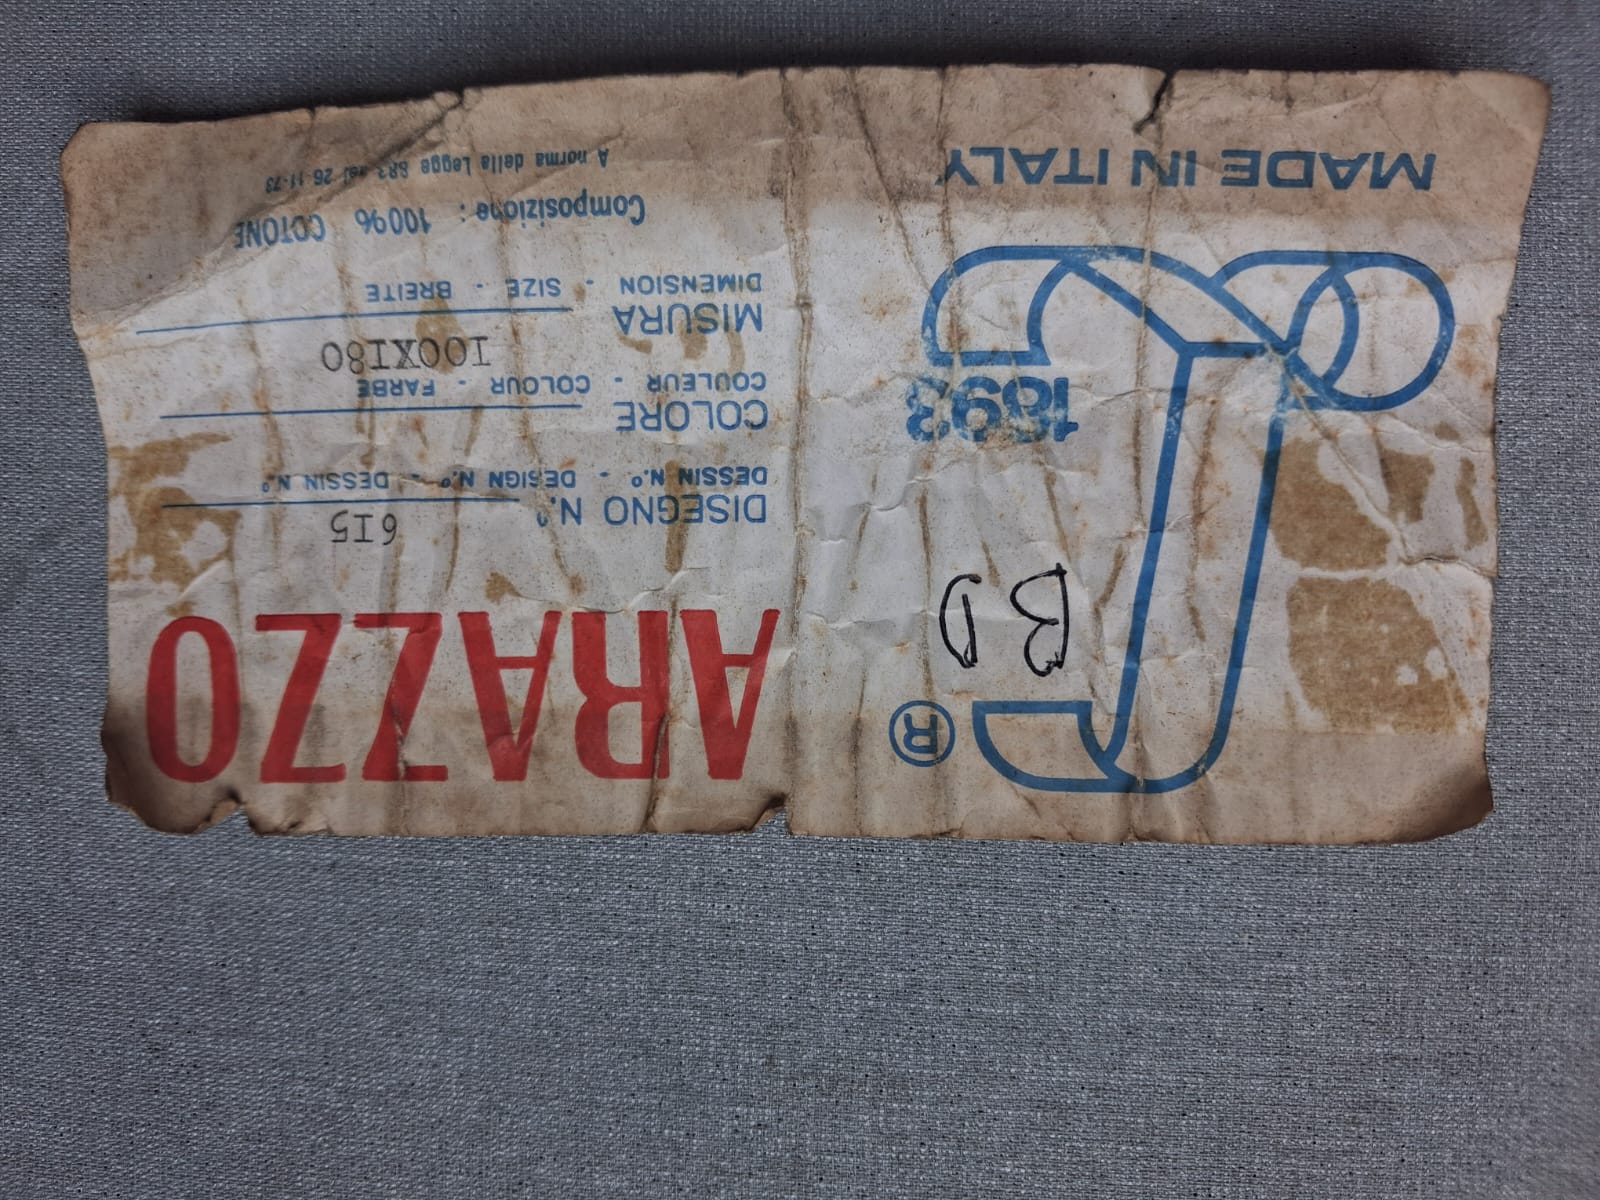 ®
BD
1893
MADE IN ITALY
ARAZZO
615
DISEGNO N.°
DESSIN N.° - DESIGN N.° - DESSIN N.°
COLORE
COULEUR - COLOUR - FARBE
100X180
MISURA
DIMENSION - SIZE - BREITE
Composizione : 100% COTONE
A norma della Legge 883 del 26-11-73